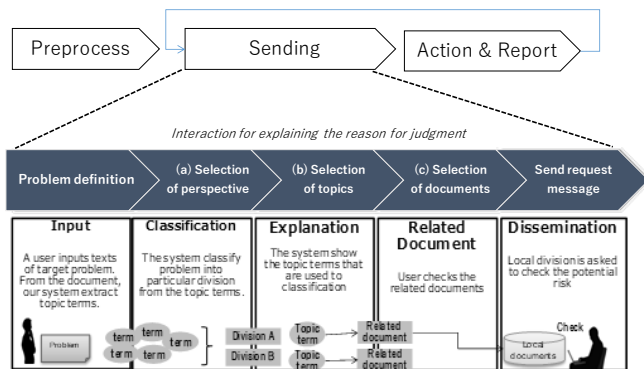 Preprocess
Sending
Action & Report
Interaction for explaining the reason for judgment
Problem definition
(a) Selection
of perspective
(b) Selection
of topics
(c) Selection
of documents
Send request
message
Input
A user inputs texts
of target problem.
From the document,
our system extract
topic terms.
Problem
Classification
The system classify
problem into
particular division
from the topic terms.
term
term
term
term
term
Explanation
The system show
the topic terms that
are used to
classification
Division A
Division B
Topic
term
Topic
term
Related
Document
User checks the
related documents
Related
document
Related
document
Dissemination
Local division is asked
to check the potential
risk
Check
Local
documents